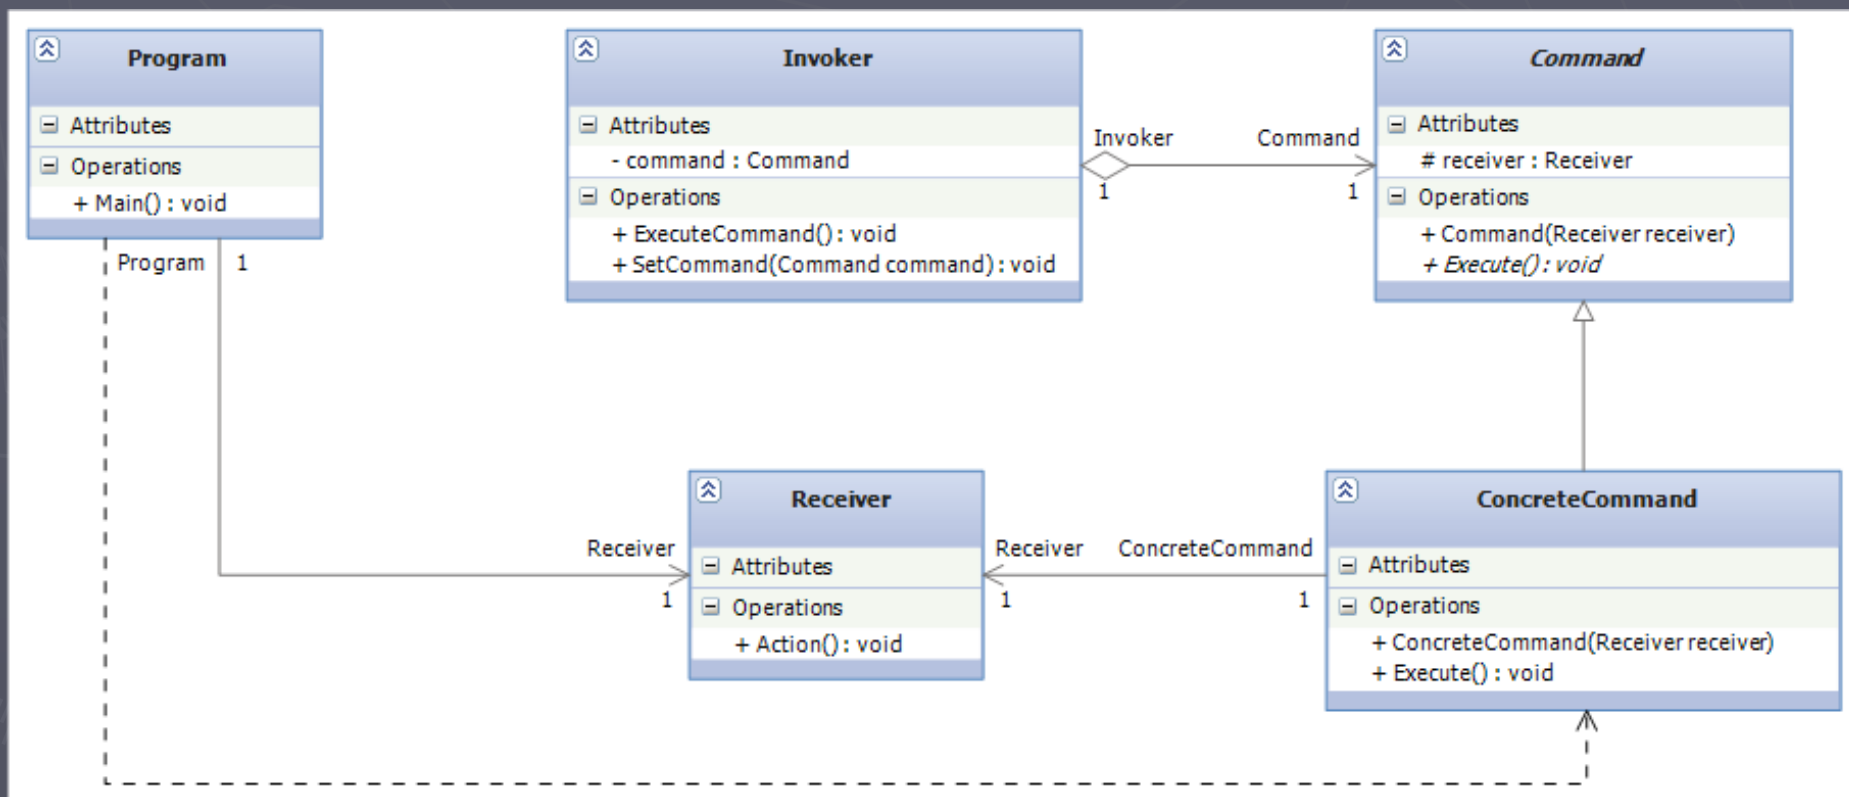 Program
Attributes
Operations
+ Main() : void
Invoker
Attributes
- command : Command
Operations
+ ExecuteCommand() : void
+ SetCommand(Command command) : void
Command
Attributes
# receiver : Receiver
Operations
+ Command(Receiver receiver)
+ Execute() : void
Invoker
1
Command
1
Program
1
Receiver
1
Receiver
Attributes
Operations
+ Action() : void
Receiver
1
ConcreteCommand
1
ConcreteCommand
Attributes
Operations
+ ConcreteCommand(Receiver receiver)
+ Execute() : void